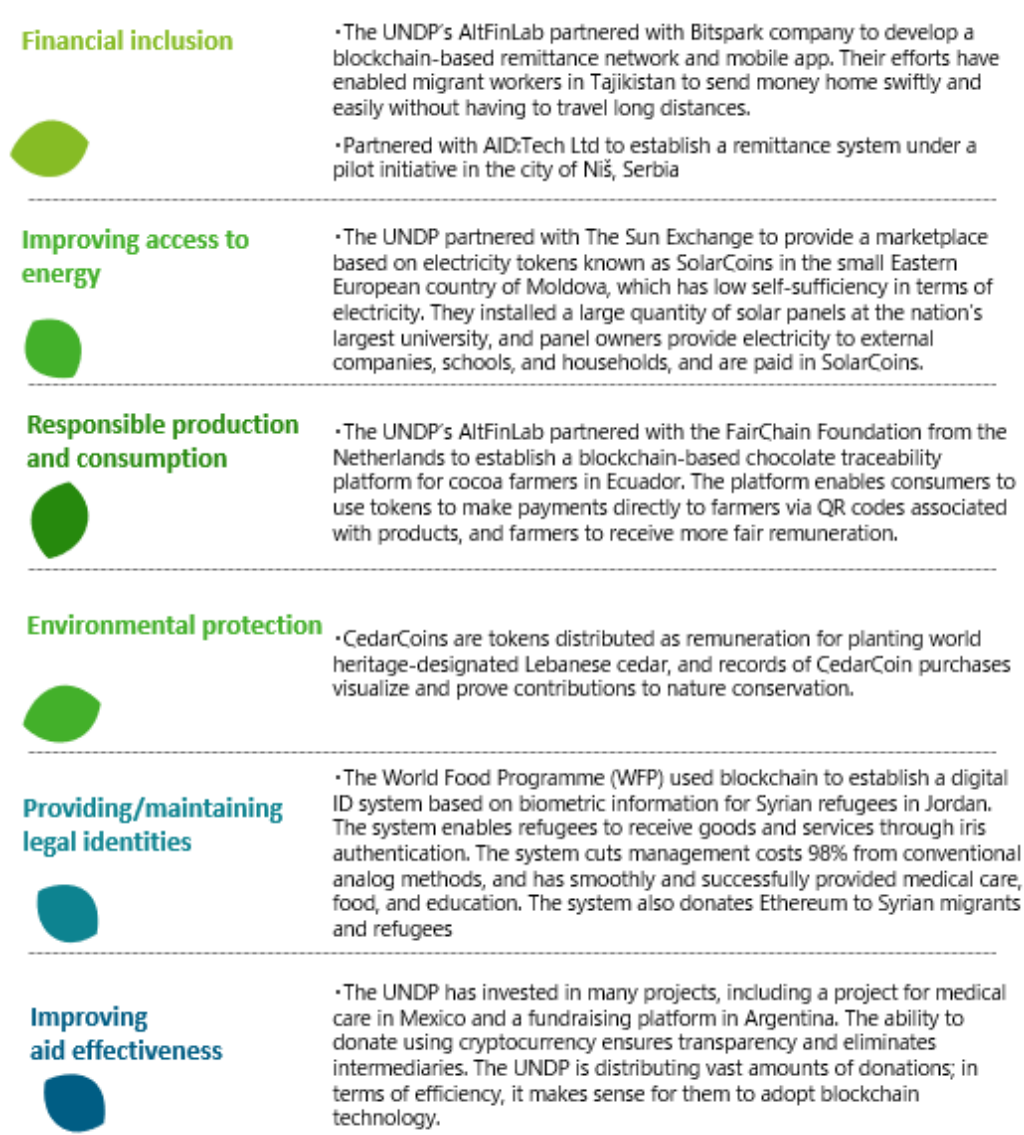 Financial inclusion
・The UNDP's AltFinLab partnered with Bitspark company to develop a
blockchain-based remittance network and mobile app. Their efforts have
enabled migrant workers in Tajikistan to send money home swiftly and
easily without having to travel long distances.
・Partnered with AID:Tech Ltd to establish a remittance system under a
pilot initiative in the city of Niš, Serbia
Improving access to
energy
・The UNDP partnered with The Sun Exchange to provide a marketplace
based on electricity tokens known as SolarCoins in the small Eastern
European country of Moldova, which has low self-sufficiency in terms of
electricity. They installed a large quantity of solar panels at the nation's
largest university, and panel owners provide electricity to external
companies, schools, and households, and are paid in SolarCoins.
Responsible production
and consumption
・The UNDP's AltFinLab partnered with the FairChain Foundation from the
Netherlands to establish a blockchain-based chocolate traceability
platform for cocoa farmers in Ecuador. The platform enables consumers to
use tokens to make payments directly to farmers via QR codes associated
with products, and farmers to receive more fair remuneration.
Environmental protection
・CedarCoins are tokens distributed as remuneration for planting world
heritage-designated Lebanese cedar, and records of CedarCoin purchases
visualize and prove contributions to nature conservation.
Providing/maintaining
legal identities
・The World Food Programme (WFP) used blockchain to establish a digital
ID system based on biometric information for Syrian refugees in Jordan.
The system enables refugees to receive goods and services through iris
authentication. The system cuts management costs 98% from conventional
analog methods, and has smoothly and successfully provided medical care,
food, and education. The system also donates Ethereum to Syrian migrants
and refugees
Improving
aid effectiveness
・The UNDP has invested in many projects, including a project for medical
care in Mexico and a fundraising platform in Argentina. The ability to
donate using cryptocurrency ensures transparency and eliminates
intermediaries. The UNDP is distributing vast amounts of donations; in
terms of efficiency, it makes sense for them to adopt blockchain
technology.